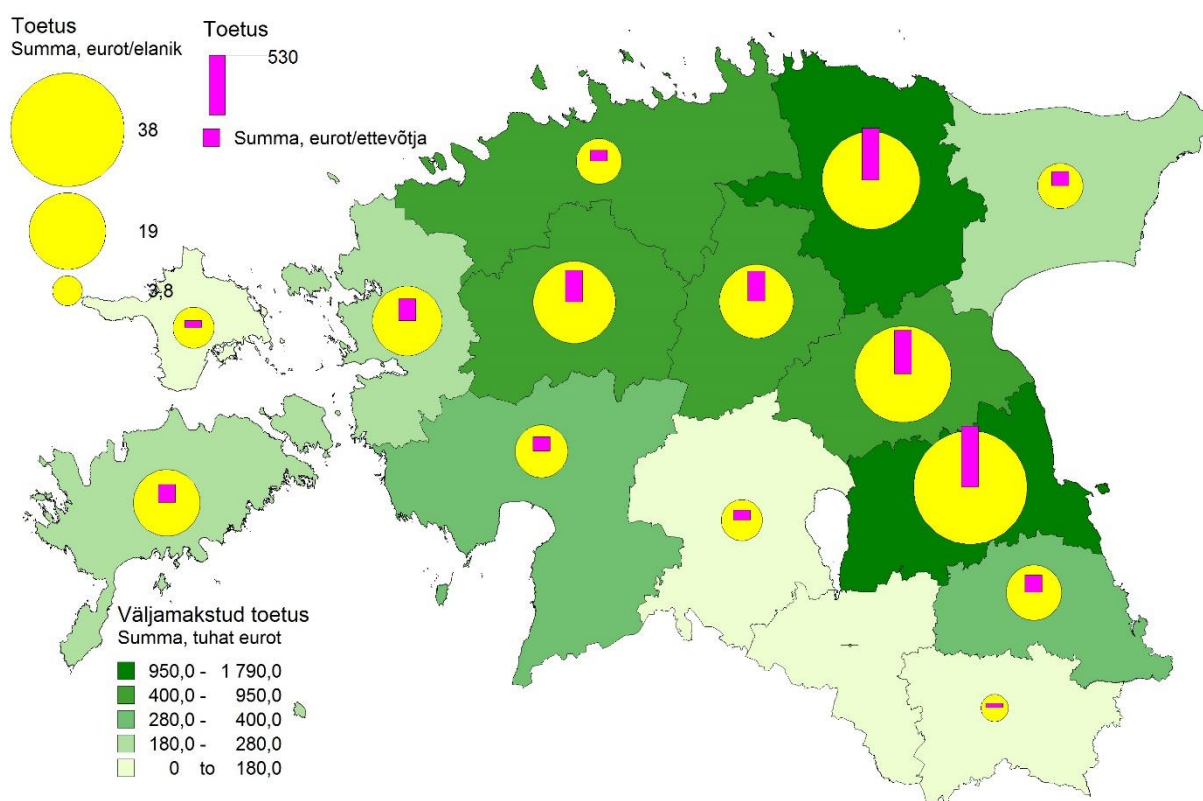 Toetus
Summa, eurot/elanik
38
19
3,8
Toetus
530
Summa, eurot/ettevõtja
Väljamakstud toetus
Summa, tuhat eurot
950,0 - 1 790,0
400,0 - 950,0
280,0 - 400,0
180,0 - 280,0
0 to 180,0